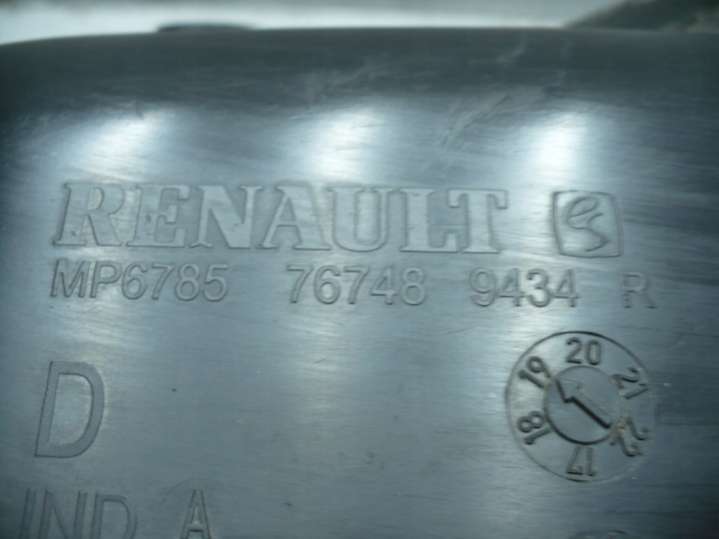 RENAULT
MP6785 76748 9434 R
D
20
19 21
18 22
17
IND A